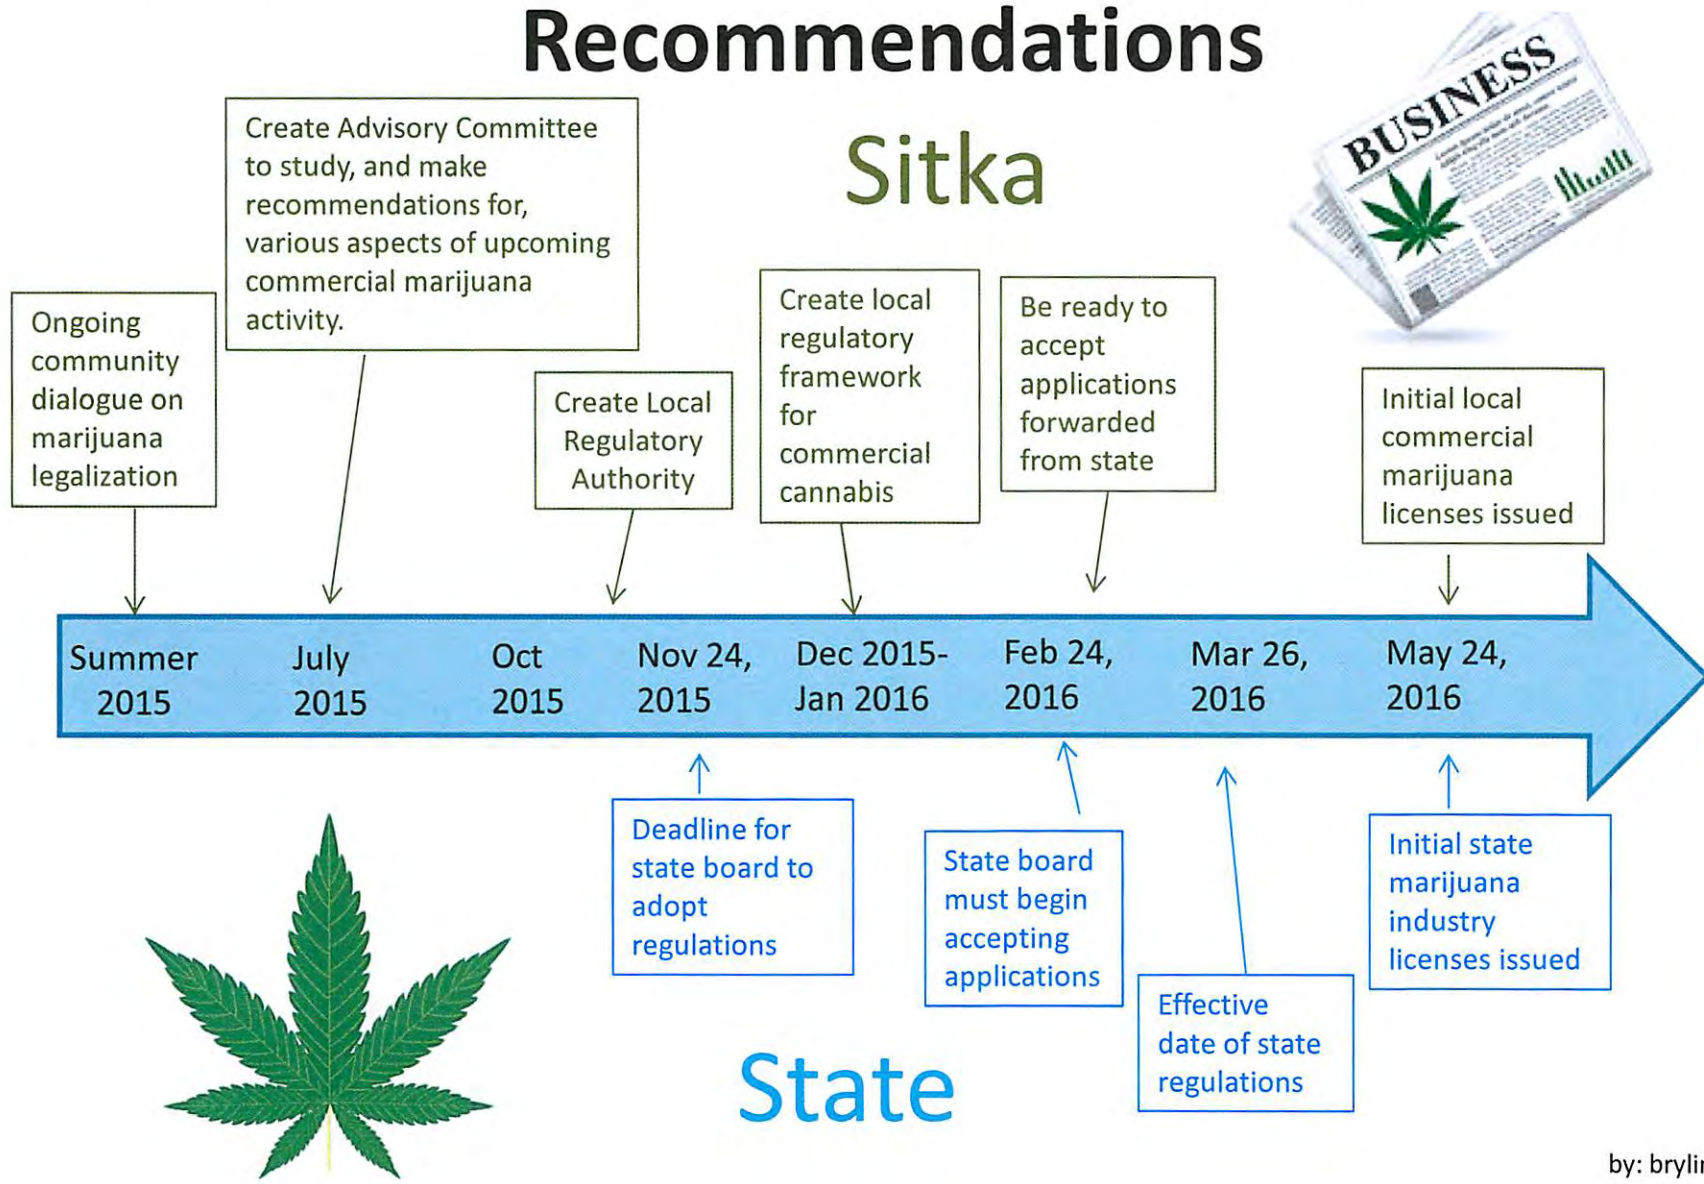 Recommendations
Sitka
BUSINESS
Create Advisory Committee
to study, and make
recommendations for,
various aspects of upcoming
commercial marijuana
activity.
Ongoing
community
dialogue on
marijuana
legalization
Create Local
Regulatory
Authority
Create local
regulatory
framework
for
commercial
cannabis
Be ready to
accept
applications
forwarded
from state
Initial local
commercial
marijuana
licenses issued
Summer
2015
July
2015
Oct
2015
Nov 24,
2015
Dec 2015-
Jan 2016
Feb 24,
2016
Mar 26,
2016
May 24,
2016
Deadline for
state board to
adopt
regulations
State board
must begin
accepting
applications
Effective
date of state
regulations
Initial state
marijuana
industry
licenses issued
State
by: brylin